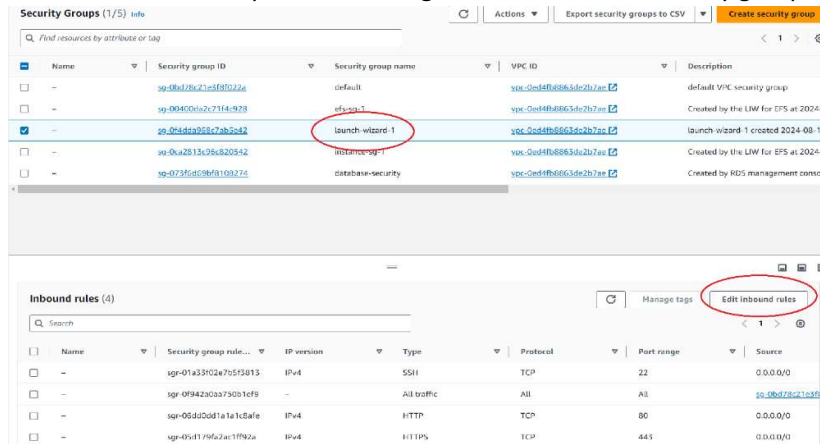 Security Groups (1/5) Info
Actions
Export security groups to CSV
Create security group
Find resources by attribute or tag
1
Name
Security group ID
Security group name
VPC ID
Description
-
sg-0bd78c21e3f8f022a
default
vpc-0ed4fb8863de2b7ae
default VPC security group
-
sg-00400da2c71f4c928
efs-sg-1
vpc-0ed4fb8863de2b7ae
Created by the LIW for EFS at 2024-
-
sg-0f4dda968c7ab5e42
launch-wizard-1
vpc-0ed4fb8863de2b7ae
launch-wizard-1 created 2024-08-1
-
sg-0ca2813c96c820542
instance-sg-1
vpc-0ed4fb8863de2b7ae
Created by the LIW for EFS at 2024-
-
sg-073f6d69bf8108274
database-security
vpc-0ed4fb8863de2b7ae
Created by RDS management conso
Inbound rules (4)
Manage tags
Edit inbound rules
Search
1
Name
Security group rule...
IP version
Type
Protocol
Port range
Source
-
sgr-01a33f02e7b5f3813
IPv4
SSH
TCP
22
0.0.0.0/0
-
sgr-0f942a0aa750b1ef9
-
All traffic
All
All
sg-0bd78c21e3f8
-
sgr-06dd0dd1a1a1c8afe
IPv4
HTTP
TCP
80
0.0.0.0/0
-
sgr-05d179fa2ac1ff92a
IPv4
HTTPS
TCP
443
0.0.0.0/0